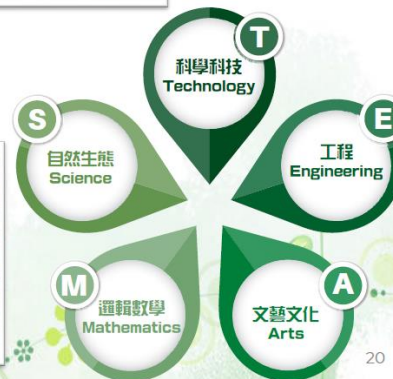 T
科學科技
Technology
S
自然生態
Science
E
工程
Engineering
M
邏輯數學
Mathematics
A
文藝文化
Arts
20